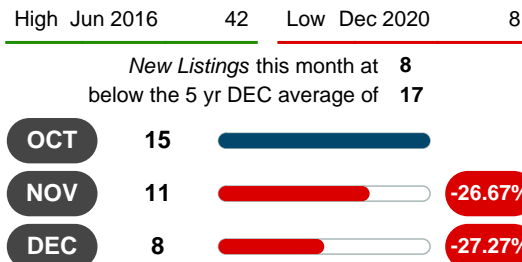 High Jun 2016 42 Low Dec 2020 8
New Listings this month at 8
below the 5 yr DEC average of 17
OCT 15
NOV 11 -26.67%
DEC 8 -27.27%